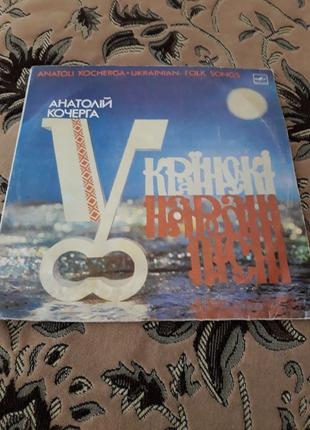 ANATOLI KOCHERGA • UKRAINIAN FOLK SONGS
АНАТОЛІЙ
КОЧЕРГА
УКРАЇНСЬКІ
НАРОДНІ
ПІСНІ